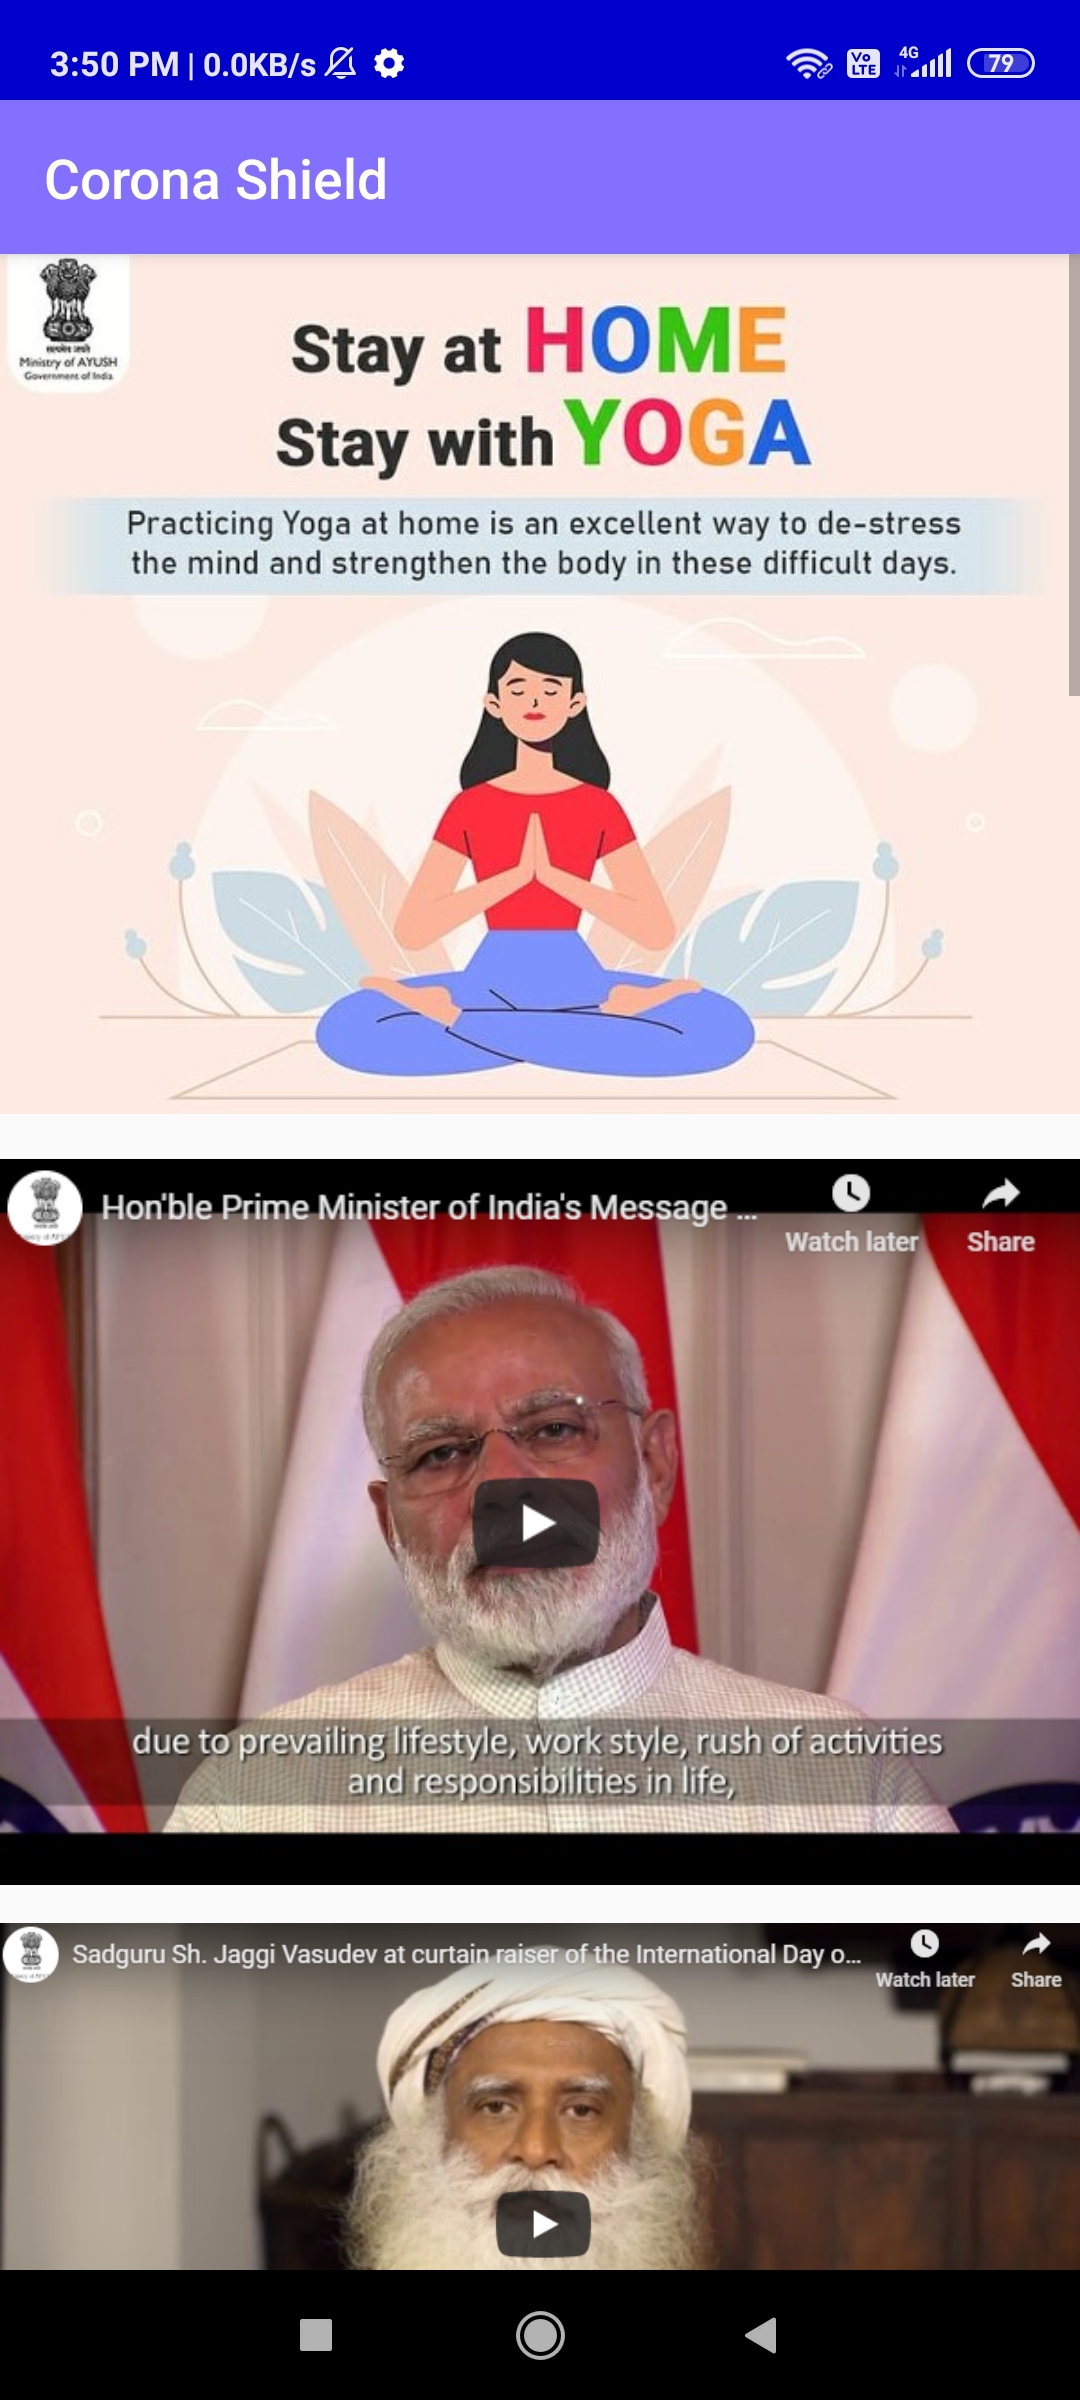 3:50 PM | 0.0KB/s
Vo
LTE
4G
79
Corona Shield
Ministry of AYUSH
Government of India
Stay at HOME
Stay with YOGA
Practicing Yoga at home is an excellent way to de-stress
the mind and strengthen the body in these difficult days.
Hon'ble Prime Minister of India's Message ...
Watch later
Share
due to prevailing lifestyle, work style, rush of activities
and responsibilities in life,
Sadguru Sh. Jaggi Vasudev at curtain raiser of the International Day o...
Watch later
Share